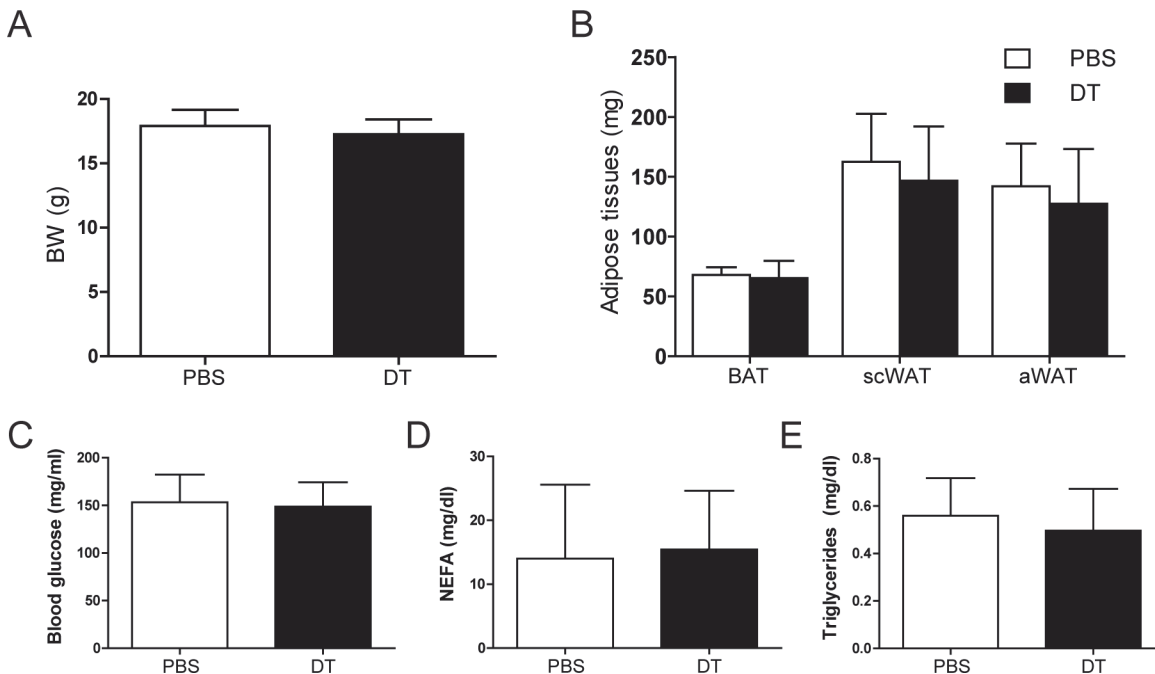 A
BW (g)
20
15
10
5
0
PBS DT
B
Adipose tissues (mg)
250
200
150
100
50
0
PBS
DT
BAT scWAT aWAT
C
Blood glucose (mg/ml)
200
150
100
50
0
PBS DT
D
NEFA (mg/dl)
30
20
10
0
PBS DT
E
Triglycerides (mg/dl)
0.8
0.6
0.4
0.2
0.0
PBS DT